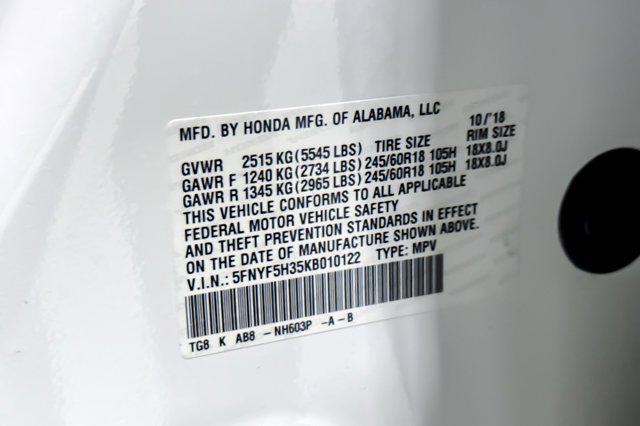 MFD. BY HONDA MFG. OF ALABAMA, LLC 10/'18
GVWR 2515 KG (5545 LBS) TIRE SIZE RIM SIZE
GAWR F 1240 KG (2734 LBS) 245/60R18 105H 18X8.0J
GAWR R 1345 KG (2965 LBS) 245/60R18 105H 18X8.0J
THIS VEHICLE CONFORMS TO ALL APPLICABLE
FEDERAL MOTOR VEHICLE SAFETY
AND THEFT PREVENTION STANDARDS IN EFFECT
ON THE DATE OF MANUFACTURE SHOWN ABOVE.
V.I.N.: 5FNYF5H35KB010122 TYPE: MPV
TG8 K AB8 -NH603P -A-B